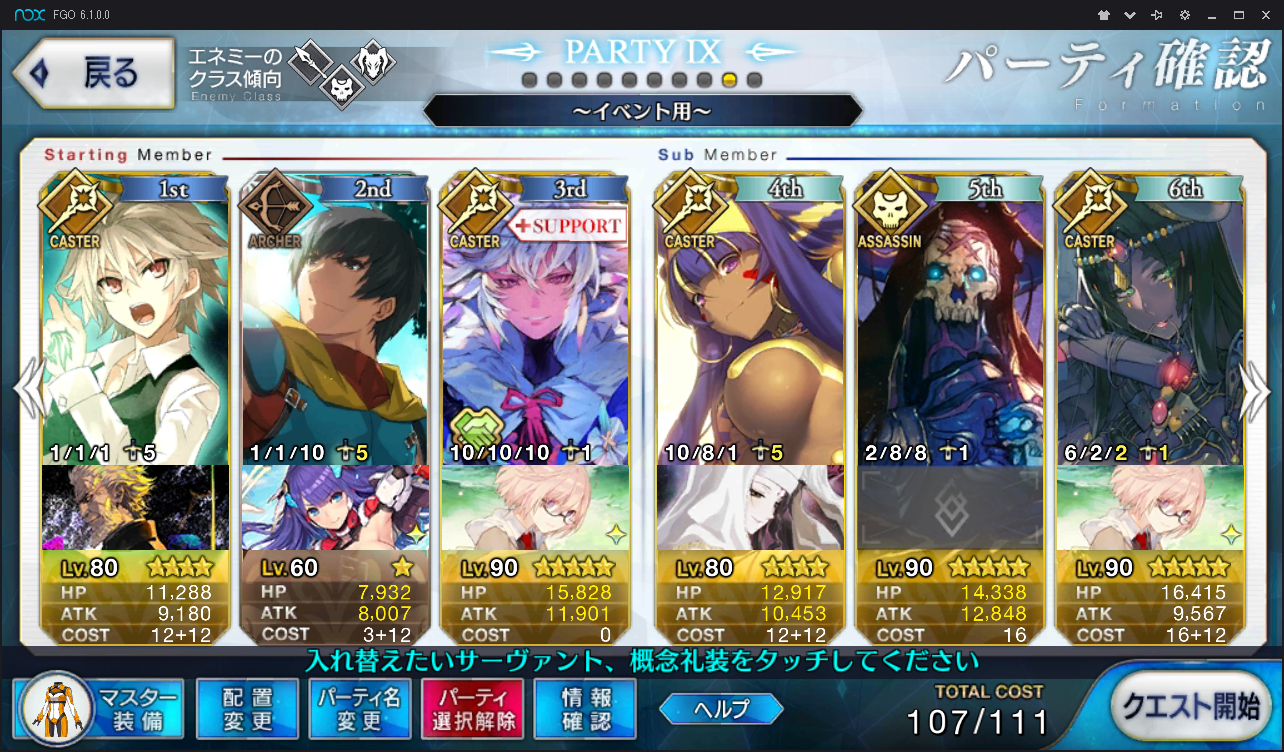 nox FGO 6.1.0.0
戻る
エネミーの
クラス傾向
Enemy Class
PARTY IX
～イベント用～
パーティ確認
Formation
Starting Member
Sub Member
1st
2nd
3rd
4th
5th
6th
+SUPPORT
CASTER
ARCHER
CASTER
CASTER
ASSASSIN
CASTER
1/1/1 5
1/1/10 5
10/10/10 1
10/8/1 5
2/8/8 1
6/2/2 1
Lv.80
HP 11,288
ATK 9,180
COST 12+12
Lv.60
HP 7,932
ATK 8,007
COST 3+12
Lv.90
HP 15,828
ATK 11,901
COST 0
Lv.80
HP 12,917
ATK 10,453
COST 12+12
Lv.90
HP 14,338
ATK 12,848
COST 16
Lv.90
HP 16,415
ATK 9,567
COST 16+12
入れ替えたいサーヴァント、概念礼装をタッチしてください
マスター
装備
配置
変更
パーティ名
変更
パーティ
選択解除
情報
確認
ヘルプ
TOTAL COST
107/111
クエスト開始